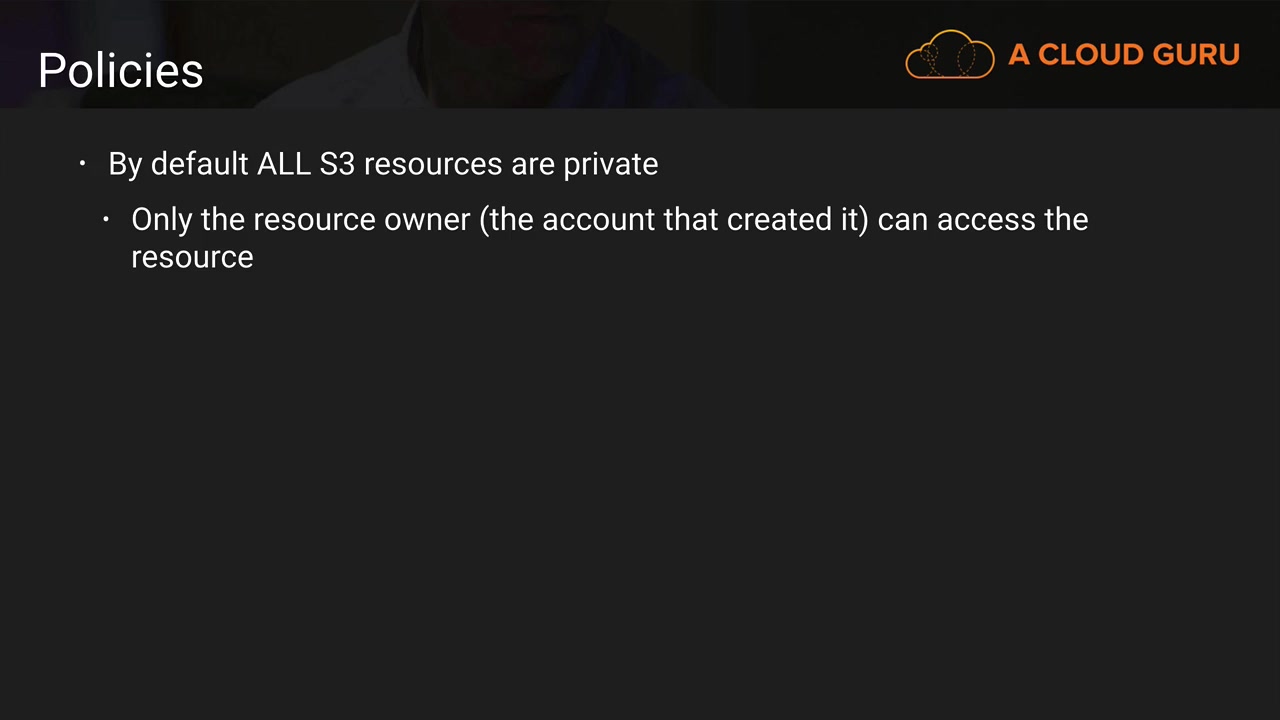 Policies
A CLOUD GURU
· By default ALL S3 resources are private
· Only the resource owner (the account that created it) can access the
resource